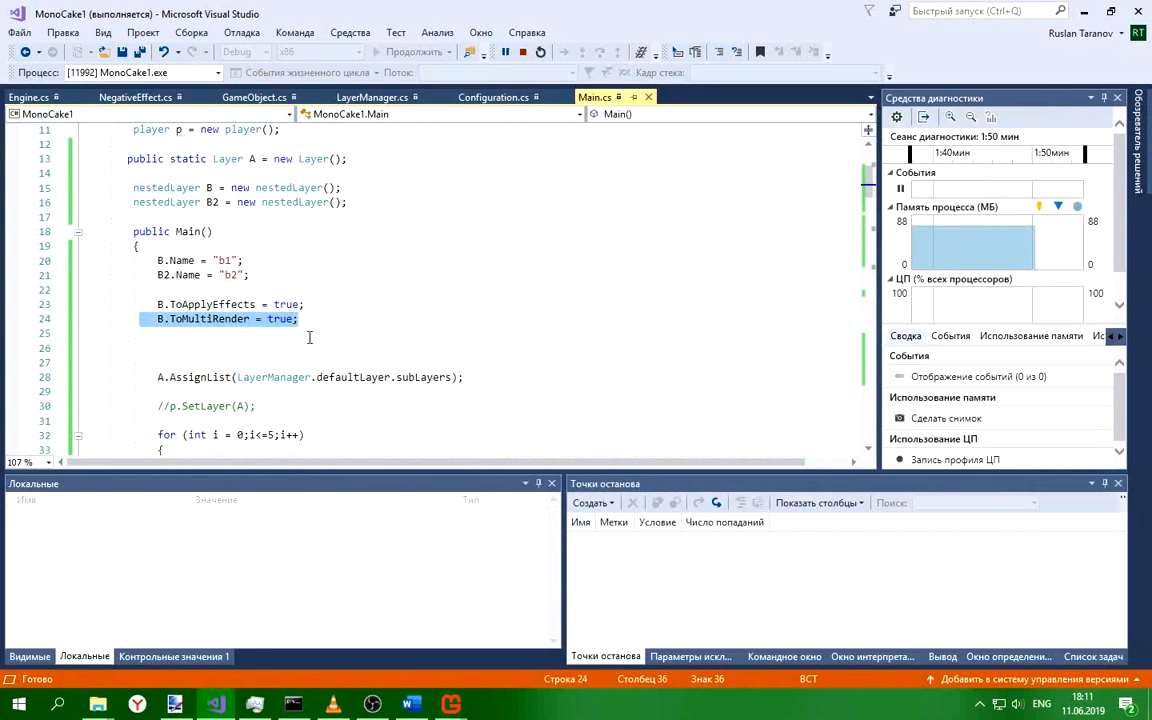 MonoCake1 (выполняется) - Microsoft Visual Studio
Быстрый запуск (Ctrl+Q)
Файл Правка Вид Проект Сборка Отладка Команда Средства Тест Анализ Окно Справка
Ruslan Taranov RT
Debug x86 Продолжить
Процесс: [11992] MonoCake1.exe События жизненного цикла Поток: Кадр стека:
Engine.cs NegativeEffect.cs GameObject.cs LayerManager.cs Configuration.cs Main.cs
MonoCake1 MonoCake1.Main Main()
11 player p = new player();
12
13 public static Layer A = new Layer();
14
15 nestedLayer B = new nestedLayer();
16 nestedLayer B2 = new nestedLayer();
17
18 public Main()
19 {
20 B.Name = "b1";
21 B2.Name = "b2";
22
23 B.ToApplyEffects = true;
24 B.ToMultiRender = true;
25
26
27
28 A.AssignList(LayerManager.defaultLayer.subLayers);
29
30 //p.SetLayer(A);
31
32 for (int i = 0;i<=5;i++)
33 {
107 %
Средства диагностики
Сеанс диагностики: 1:50 мин
1:40мин 1:50мин
События
Память процесса (МБ)
88 88
0 0
ЦП (% всех процессоров)
100 100
Сводка События Использование памяти Ис
События
Отображение событий (0 из 0)
Использование памяти
Сделать снимок
Использование ЦП
Запись профиля ЦП
Обозреватель решений
Локальные
Имя Значение Тип
Видимые Локальные Контрольные значения 1
Точки останова
Создать Показать столбцы Поиск:
Имя Метки Условие Число попаданий
Точки останова Параметры искл... Командное окно Окно интерпрета... Вывод Окно определени... Список задач
Готово Строка 24 Столбец 36 Знак 36 ВСТ Добавить в систему управления версиями
ENG 18:11
11.06.2019
2